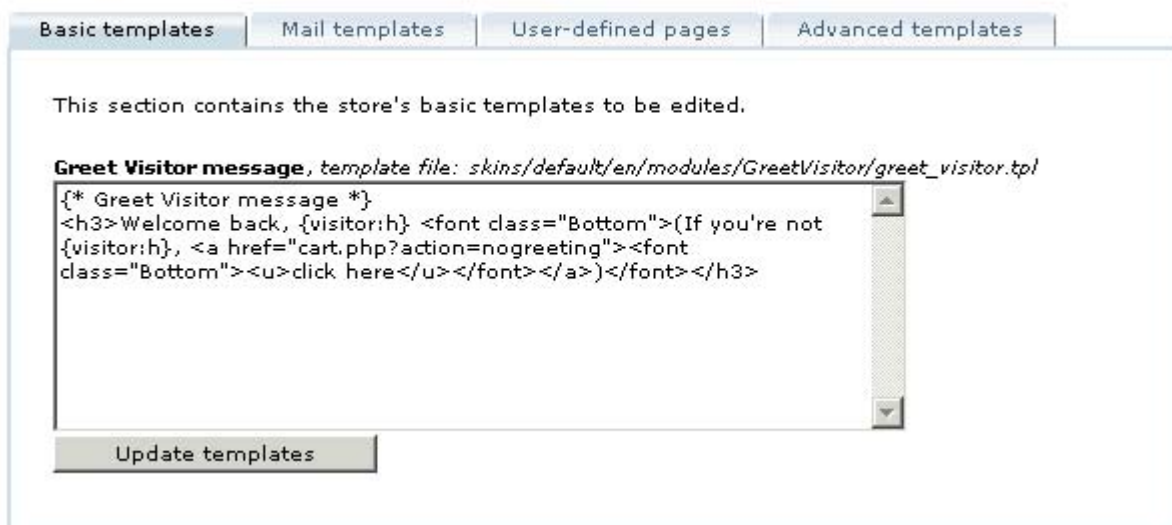 Basic templates Mail templates User-defined pages Advanced templates
This section contains the store's basic templates to be edited.
Greet Visitor message, template file: skins/default/en/modules/GreetVisitor/greet_visitor.tpl
{* Greet Visitor message *}
<h3>Welcome back, {visitor:h} <font class="Bottom">(If you're not
{visitor:h}, <a href="cart.php?action=nogreeting"><font
class="Bottom"><u>click here</u></font></a>)</font></h3>
Update templates